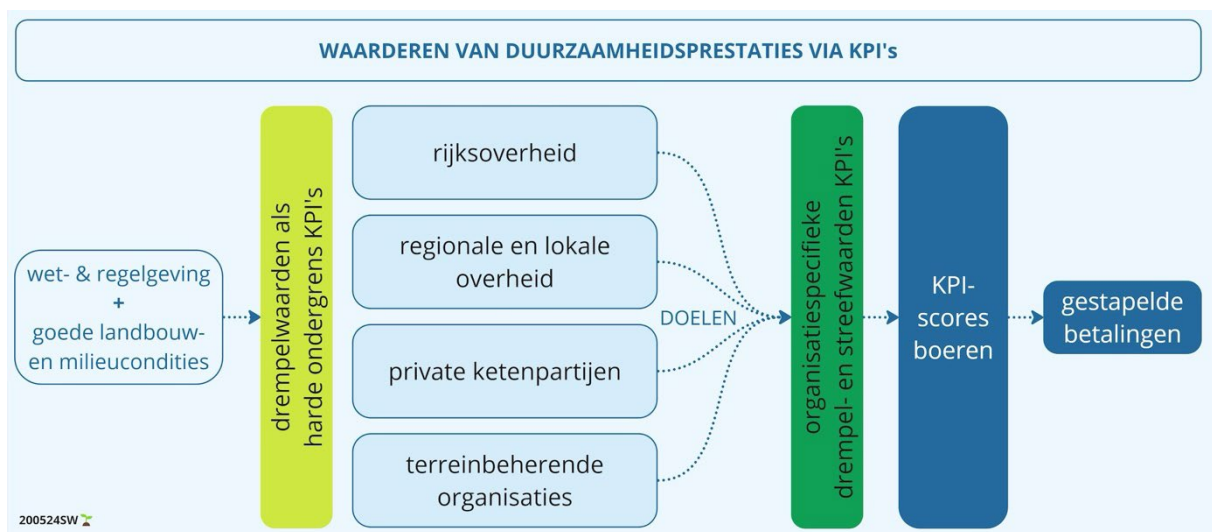 WAARDEREN VAN DUURZAAMHEIDSPRESTATIES VIA KPI's
wet- & regelgeving
+
goede landbouw-
en milieucondities
drempelwaarden als
harde ondergrens KPI's
rijksoverheid
regionale en lokale
overheid
private ketenpartijen
terreinbeherende
organisaties
DOELEN
organisatiespecifieke
drempel- en streefwaarden KPI's
KPI-
scores
boeren
gestapelde
betalingen
200524SW